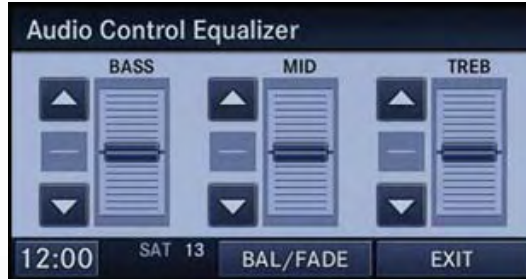 Audio Control Equalizer
BASS MID TREB
12:00 SAT 13 BAL/FADE EXIT